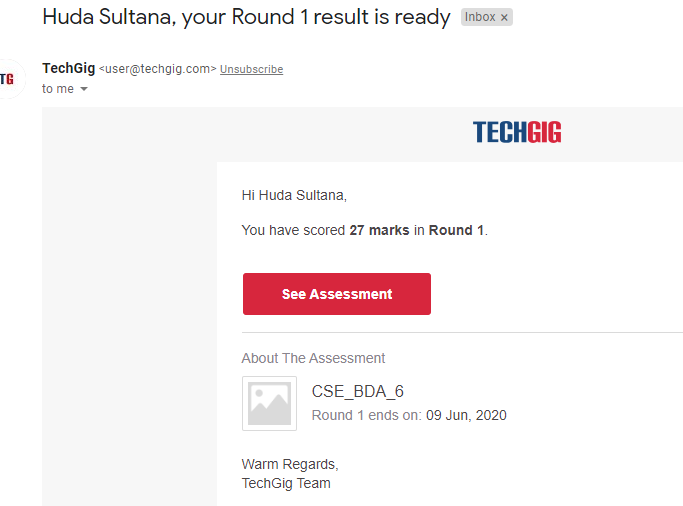 Huda Sultana, your Round 1 result is ready Inbox ×
TG
TechGig <user@techgig.com> Unsubscribe
to me
TECHGIG
Hi Huda Sultana,
You have scored 27 marks in Round 1.
See Assessment
About The Assessment
CSE_BDA_6
Round 1 ends on: 09 Jun, 2020
Warm Regards,
TechGig Team